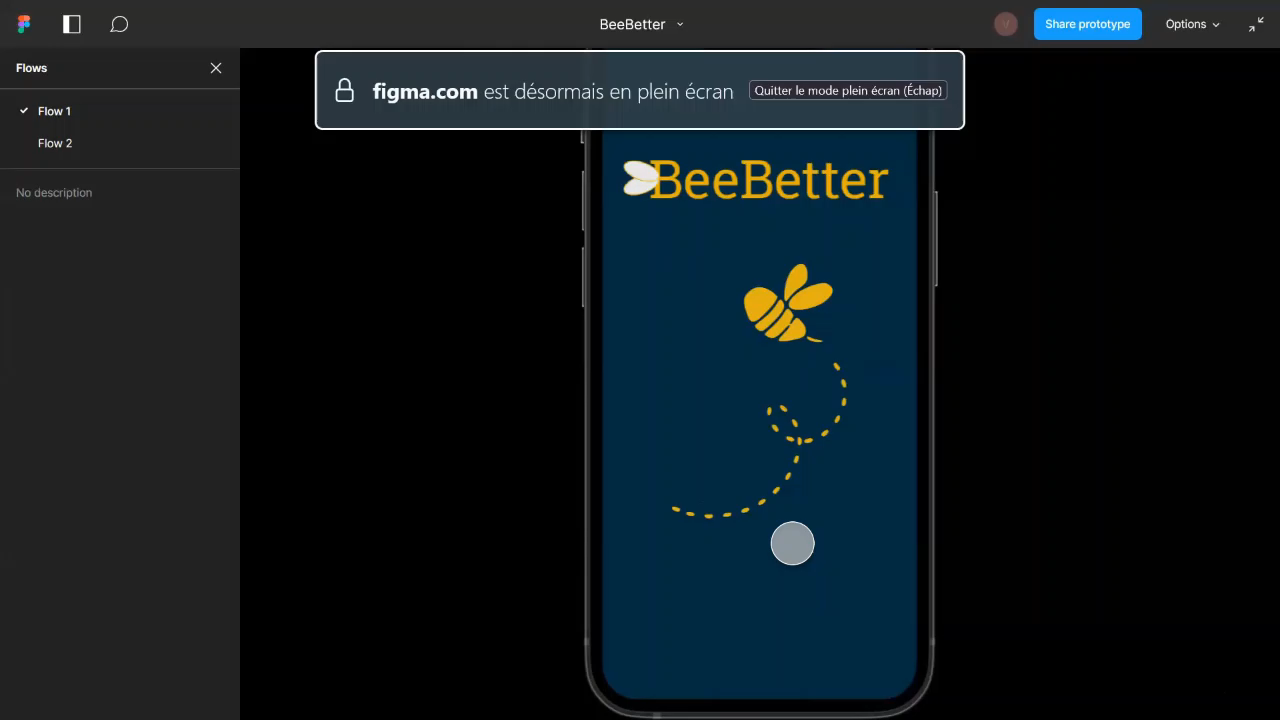 BeeBetter
V
Share prototype
Options
Flows
figma.com est désormais en plein écran
Quitter le mode plein écran (Échap)
Flow 1
Flow 2
No description
BeeBetter